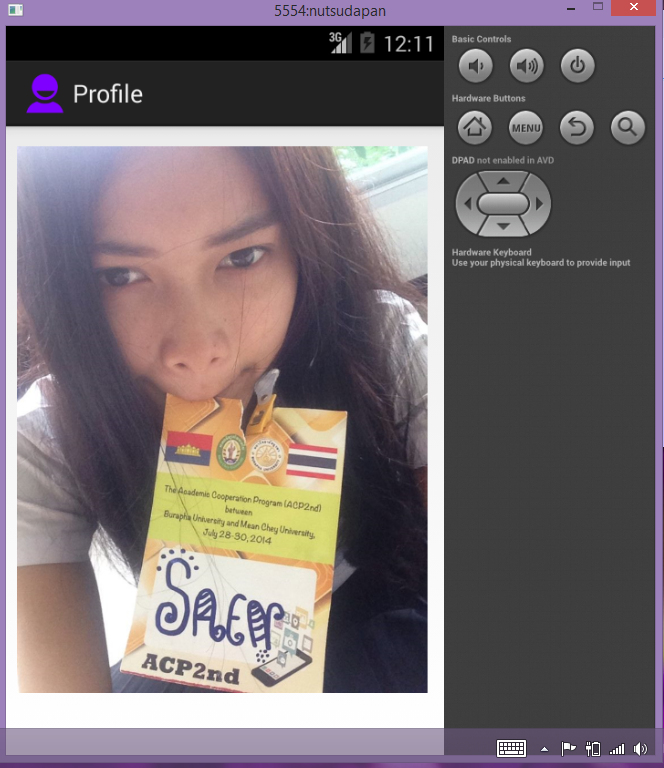 5554:nutsudapan
3G
12:11
Profile
The Academic Cooperation Program (ACP2nd)
between
Burapha University and Mean Chey University,
July 28-30, 2014
SAEN
ACP2nd
Basic Controls
Hardware Buttons
MENU
DPAD not enabled in AVD
Hardware Keyboard
Use your physical keyboard to provide input